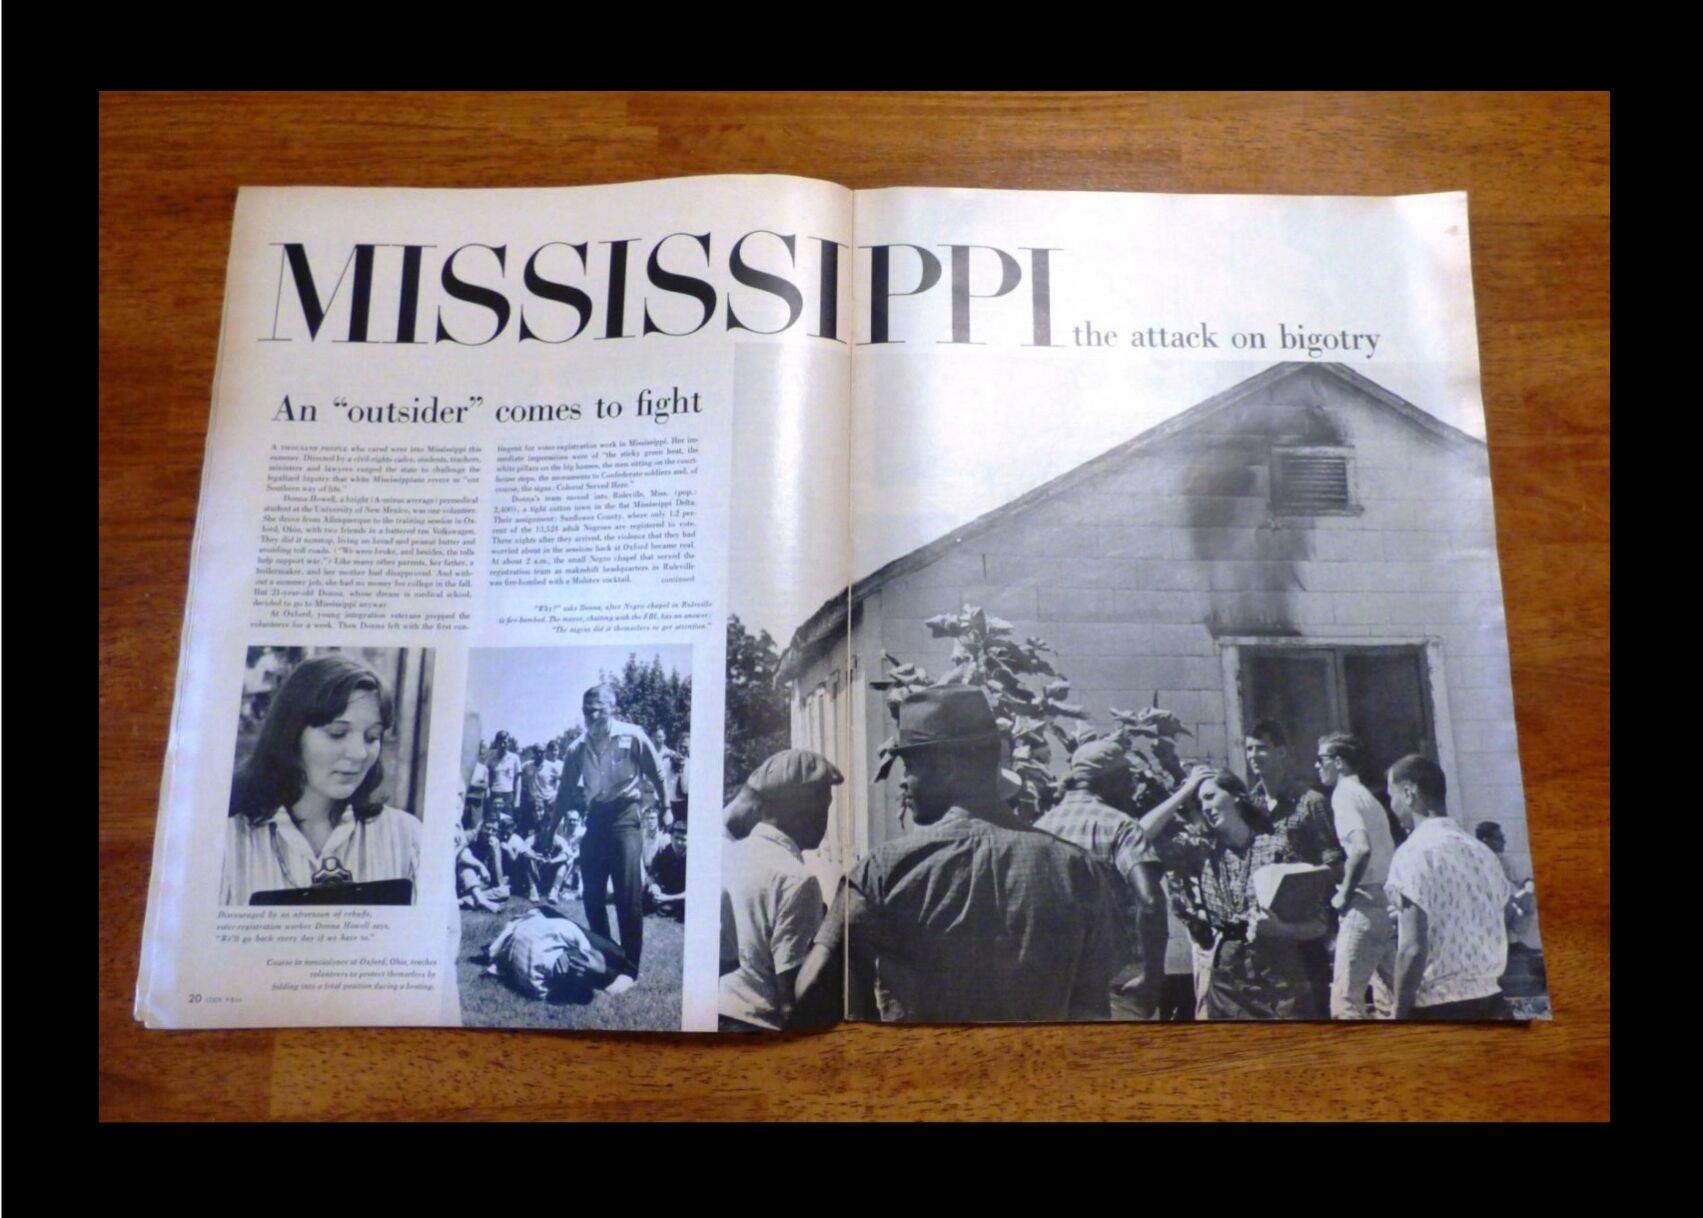 MISSISSIPPI
the attack on bigotry
An “outsider” comes to fight
A THOUSAND PEOPLE who cared went into Mississippi this
summer. Directed by a civil-rights cadre, students, teachers,
ministers and lawyers ranged the state to challenge the
legalized bigotry that white Mississippians revere as “our
Southern way of life.”
Donna Howell, a bright (A-minus average) premedical
student at the University of New Mexico, was one volunteer.
She drove from Albuquerque to the training session in Ox-
ford, Ohio, with two friends in a battered tan Volkswagen.
They did it nonstop, living on bread and peanut butter and
avoiding toll roads. (“We were broke, and besides, the tolls
help support war.”) Like many other parents, her father, a
boilermaker, and her mother had disapproved. And with-
out a summer job, she had no money for college in the fall.
But 21-year-old Donna, whose dream is medical school,
decided to go to Mississippi anyway.
At Oxford, young integration veterans prepped the
volunteers for a week. Then Donna left with the first con-
tingent for voter-registration work in Mississippi. Her im-
mediate impressions were of “the sticky green heat, the
white pillars on the big houses, the men sitting on the court-
house steps, the monuments to Confederate soldiers and, of
course, the signs: Colored Served Here.”
Donna's team moved into Ruleville, Miss. (pop.:
2,400), a tight cotton town in the flat Mississippi Delta.
Their assignment: Sunflower County, where only 1.2 per-
cent of the 13,524 adult Negroes are registered to vote.
Three nights after they arrived, the violence that they had
worried about in the sessions back at Oxford became real.
At about 2 a.m., the small Negro chapel that served the
registration team as makeshift headquarters in Ruleville
was fire-bombed with a Molotov cocktail. continued
“Why?” asks Donna, after Negro chapel in Ruleville
is fire-bombed. The mayor, chatting with the FBI, has an answer:
“The nigras did it themselves to get attention.”
Discouraged by an afternoon of rebuffs,
voter-registration worker Donna Howell says,
“We'll go back every day if we have to.”
Course in nonviolence at Oxford, Ohio, teaches
volunteers to protect themselves by
folding into a fetal position during a beating.
20 LOOK 9-8-64